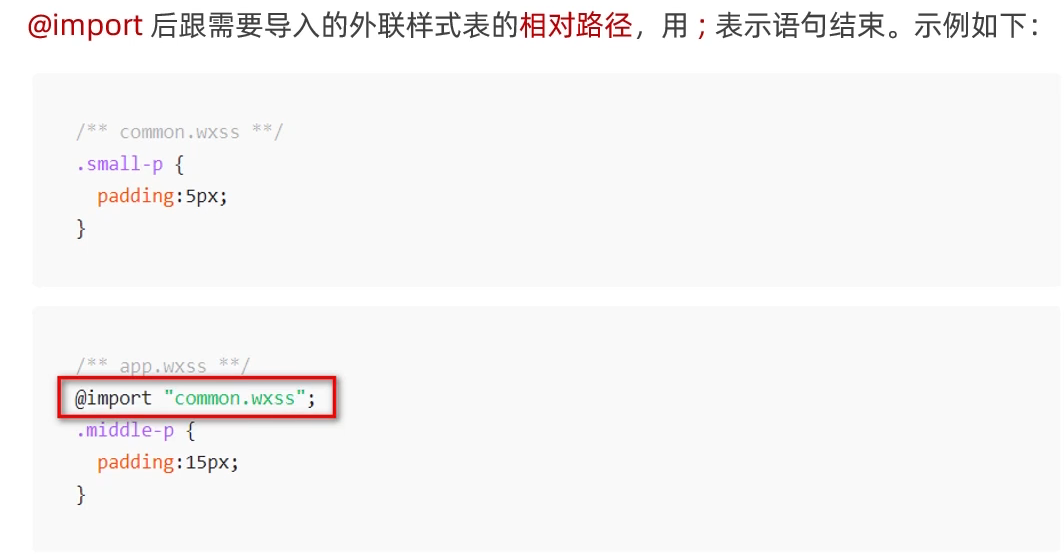 @import 后跟需要导入的外联样式表的相对路径，用 ; 表示语句结束。示例如下：
/** common.wxss **/
.small-p {
  padding:5px;
}
/** app.wxss **/
@import "common.wxss";
.middle-p {
  padding:15px;
}